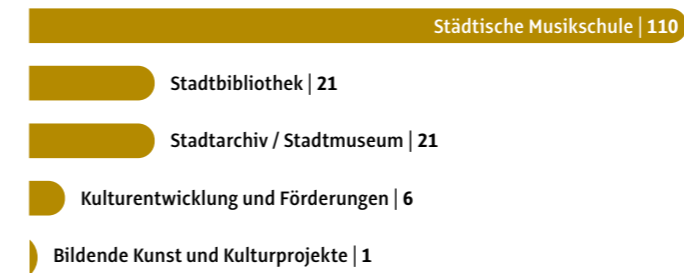 Städtische Musikschule | 110
Stadtbibliothek | 21
Stadtarchiv / Stadtmuseum | 21
Kulturentwicklung und Förderungen | 6
Bildende Kunst und Kulturprojekte | 1